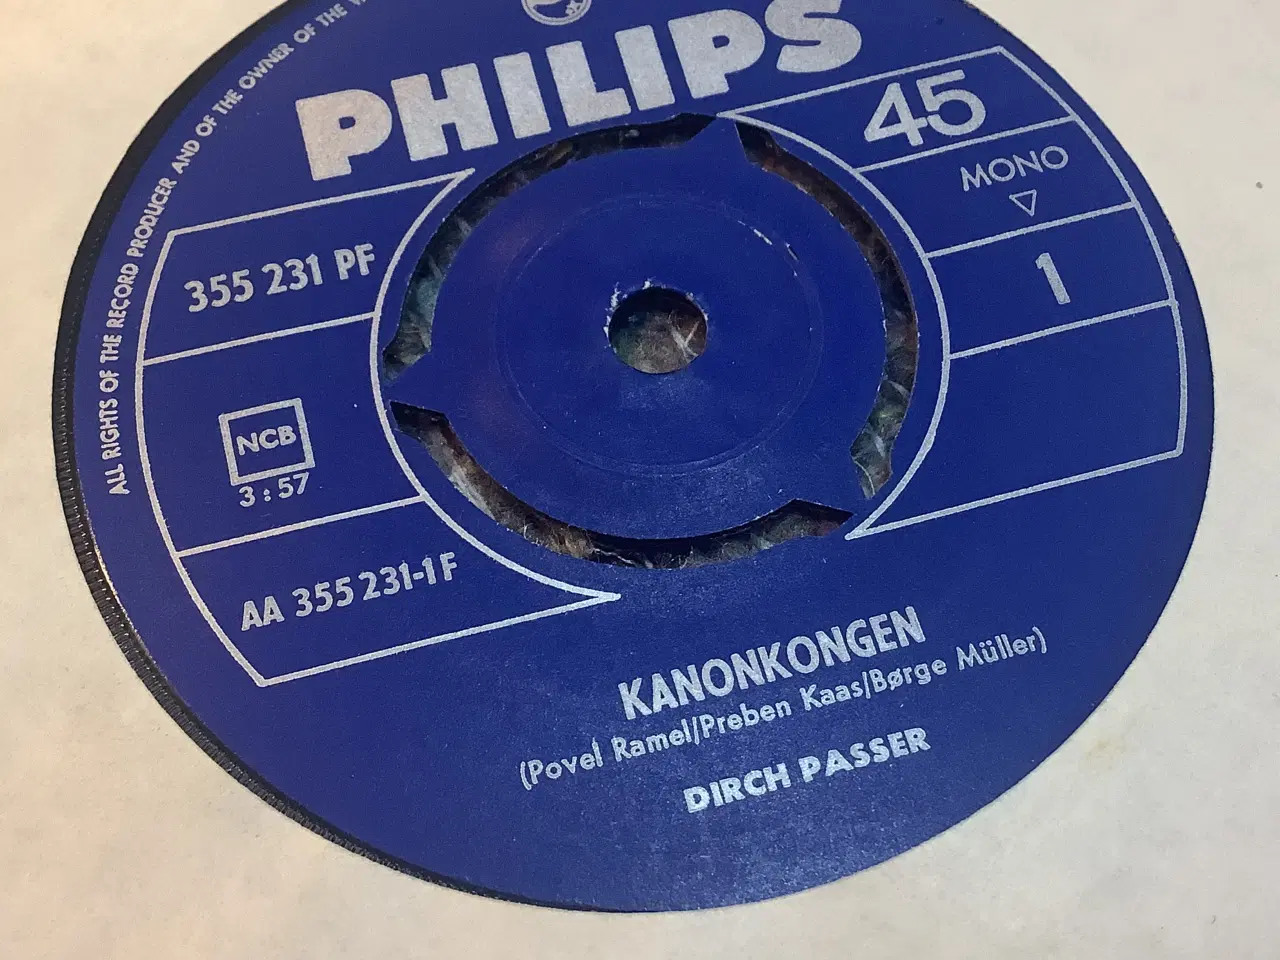 ALL RIGHTS OF THE RECORD PRODUCER AND OF THE OWNER OF THE
PHILIPS
45
MONO
1
355 231 PF
NCB
3:57
AA 355 231-1 F
KANONKONGEN
(Povel Ramel/Preben Kaas/Børge Müller)
DIRCH PASSER